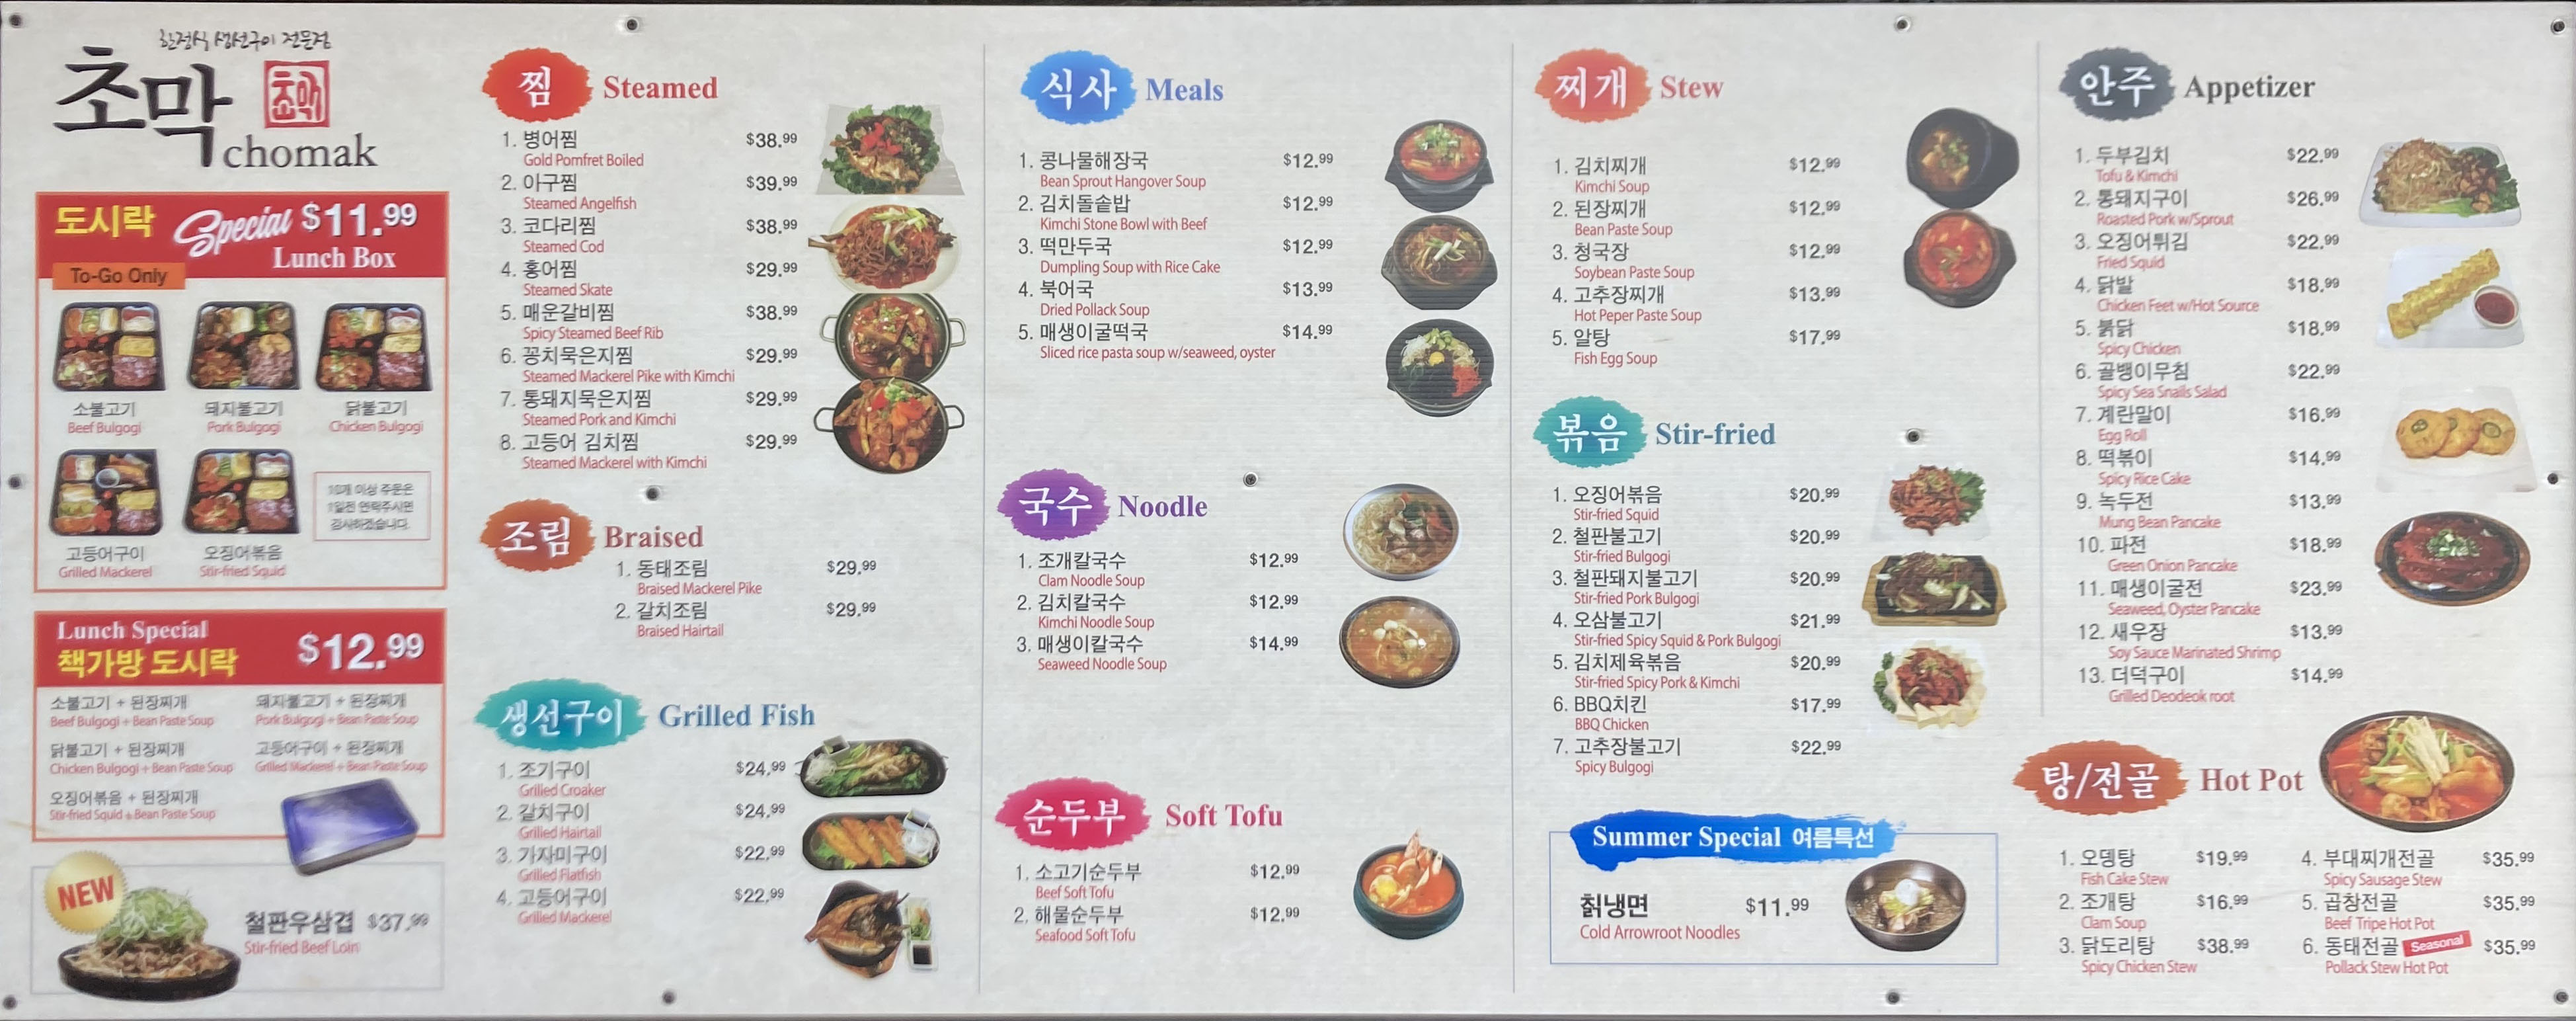 한정식 생선구이 전문점
초막
초막
chomak
도시락 Special $11.99
Lunch Box
To-Go Only
소불고기
Beef Bulgogi
돼지불고기
Pork Bulgogi
닭불고기
Chicken Bulgogi
고등어구이
Grilled Mackerel
오징어볶음
Stir-fried Squid
10개 이상 주문은
1일전 연락주시면
감사하겠습니다.
Lunch Special
책가방 도시락 $12.99
소불고기 + 된장찌개
Beef Bulgogi + Bean Paste Soup
돼지불고기 + 된장찌개
Pork Bulgogi + Bean Paste Soup
닭불고기 + 된장찌개
Chicken Bulgogi + Bean Paste Soup
고등어구이 + 된장찌개
Grilled Mackerel + Bean Paste Soup
오징어볶음 + 된장찌개
Stir-fried Squid + Bean Paste Soup
NEW
철판우삼겹 $37.99
Stir-fried Beef Loin
찜 Steamed
1. 병어찜 $38.99
Gold Pomfret Boiled
2. 아구찜 $39.99
Steamed Angelfish
3. 코다리찜 $38.99
Steamed Cod
4. 홍어찜 $29.99
Steamed Skate
5. 매운갈비찜 $38.99
Spicy Steamed Beef Rib
6. 꽁치묵은지찜 $29.99
Steamed Mackerel Pike with Kimchi
7. 통돼지묵은지찜 $29.99
Steamed Pork and Kimchi
8. 고등어 김치찜 $29.99
Steamed Mackerel with Kimchi
조림 Braised
1. 동태조림 $29.99
Braised Mackerel Pike
2. 갈치조림 $29.99
Braised Hairtail
생선구이 Grilled Fish
1. 조기구이 $24.99
Grilled Croaker
2. 갈치구이 $24.99
Grilled Hairtail
3. 가자미구이 $22.99
Grilled Flatfish
4. 고등어구이 $22.99
Grilled Mackerel
식사 Meals
1. 콩나물해장국 $12.99
Bean Sprout Hangover Soup
2. 김치돌솥밥 $12.99
Kimchi Stone Bowl with Beef
3. 떡만두국 $12.99
Dumpling Soup with Rice Cake
4. 북어국 $13.99
Dried Pollack Soup
5. 매생이굴떡국 $14.99
Sliced rice pasta soup w/seaweed, oyster
국수 Noodle
1. 조개칼국수 $12.99
Clam Noodle Soup
2. 김치칼국수 $12.99
Kimchi Noodle Soup
3. 매생이칼국수 $14.99
Seaweed Noodle Soup
순두부 Soft Tofu
1. 소고기순두부 $12.99
Beef Soft Tofu
2. 해물순두부 $12.99
Seafood Soft Tofu
찌개 Stew
1. 김치찌개 $12.99
Kimchi Soup
2. 된장찌개 $12.99
Bean Paste Soup
3. 청국장 $12.99
Soybean Paste Soup
4. 고추장찌개 $13.99
Hot Peper Paste Soup
5. 알탕 $17.99
Fish Egg Soup
볶음 Stir-fried
1. 오징어볶음 $20.99
Stir-fried Squid
2. 철판불고기 $20.99
Stir-fried Bulgogi
3. 철판돼지불고기 $20.99
Stir-fried Pork Bulgogi
4. 오삼불고기 $21.99
Stir-fried Spicy Squid & Pork Bulgogi
5. 김치제육볶음 $20.99
Stir-fried Spicy Pork & Kimchi
6. BBQ치킨 $17.99
BBQ Chicken
7. 고추장불고기 $22.99
Spicy Bulgogi
Summer Special 여름특선
칡냉면 $11.99
Cold Arrowroot Noodles
안주 Appetizer
1. 두부김치 $22.99
Tofu & Kimchi
2. 통돼지구이 $26.99
Roasted Pork w/Sprout
3. 오징어튀김 $22.99
Fried Squid
4. 닭발 $18.99
Chicken Feet w/Hot Source
5. 붉닭 $18.99
Spicy Chicken
6. 골뱅이무침 $22.99
Spicy Sea Snails Salad
7. 계란말이 $16.99
Egg Roll
8. 떡볶이 $14.99
Spicy Rice Cake
9. 녹두전 $13.99
Mung Bean Pancake
10. 파전 $18.99
Green Onion Pancake
11. 매생이굴전 $23.99
Seaweed, Oyster Pancake
12. 새우장 $13.99
Soy Sauce Marinated Shrimp
13. 더덕구이 $14.99
Grilled Deodeok root
탕/전골 Hot Pot
1. 오뎅탕 $19.99
Fish Cake Stew
2. 조개탕 $16.99
Clam Soup
3. 닭도리탕 $38.99
Spicy Chicken Stew
4. 부대찌개전골 $35.99
Spicy Sausage Stew
5. 곱창전골 $35.99
Beef Tripe Hot Pot
6. 동태전골 Seasonal $35.99
Pollack Stew Hot Pot